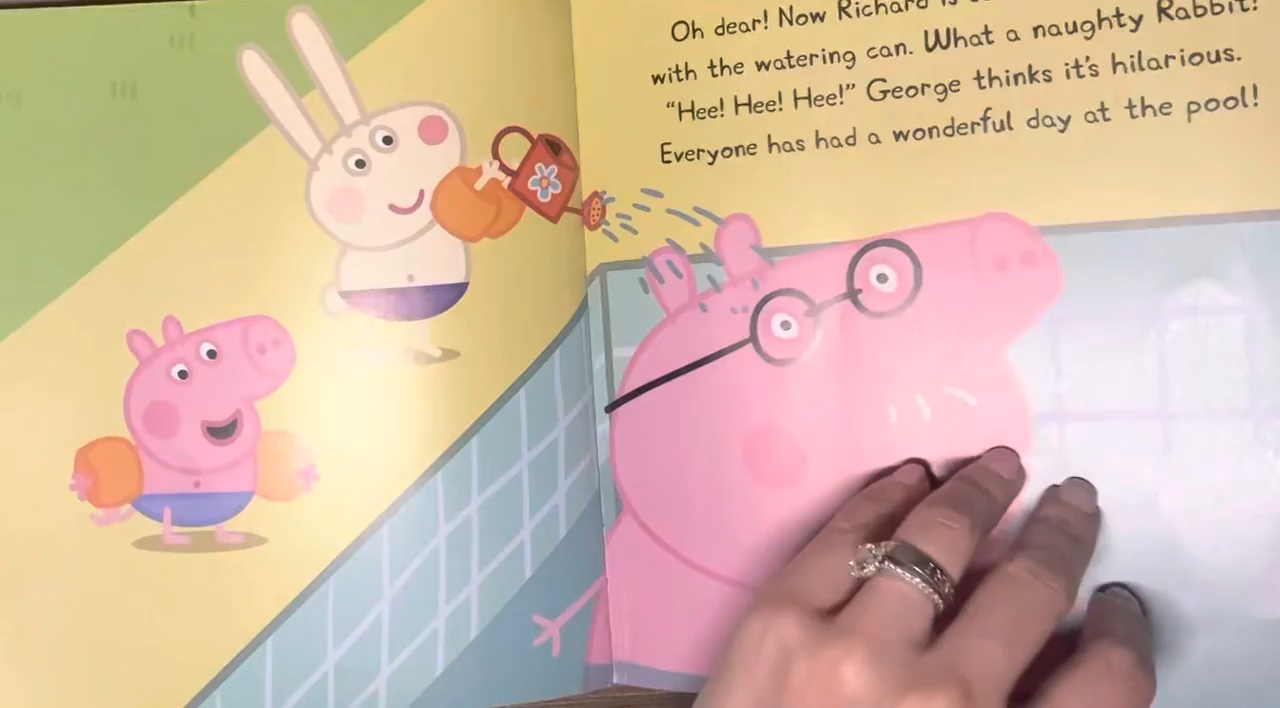 Oh dear! Now Richard is
with the watering can. What a naughty Rabbit!
“Hee! Hee! Hee!” George thinks it’s hilarious.
Everyone has had a wonderful day at the pool!